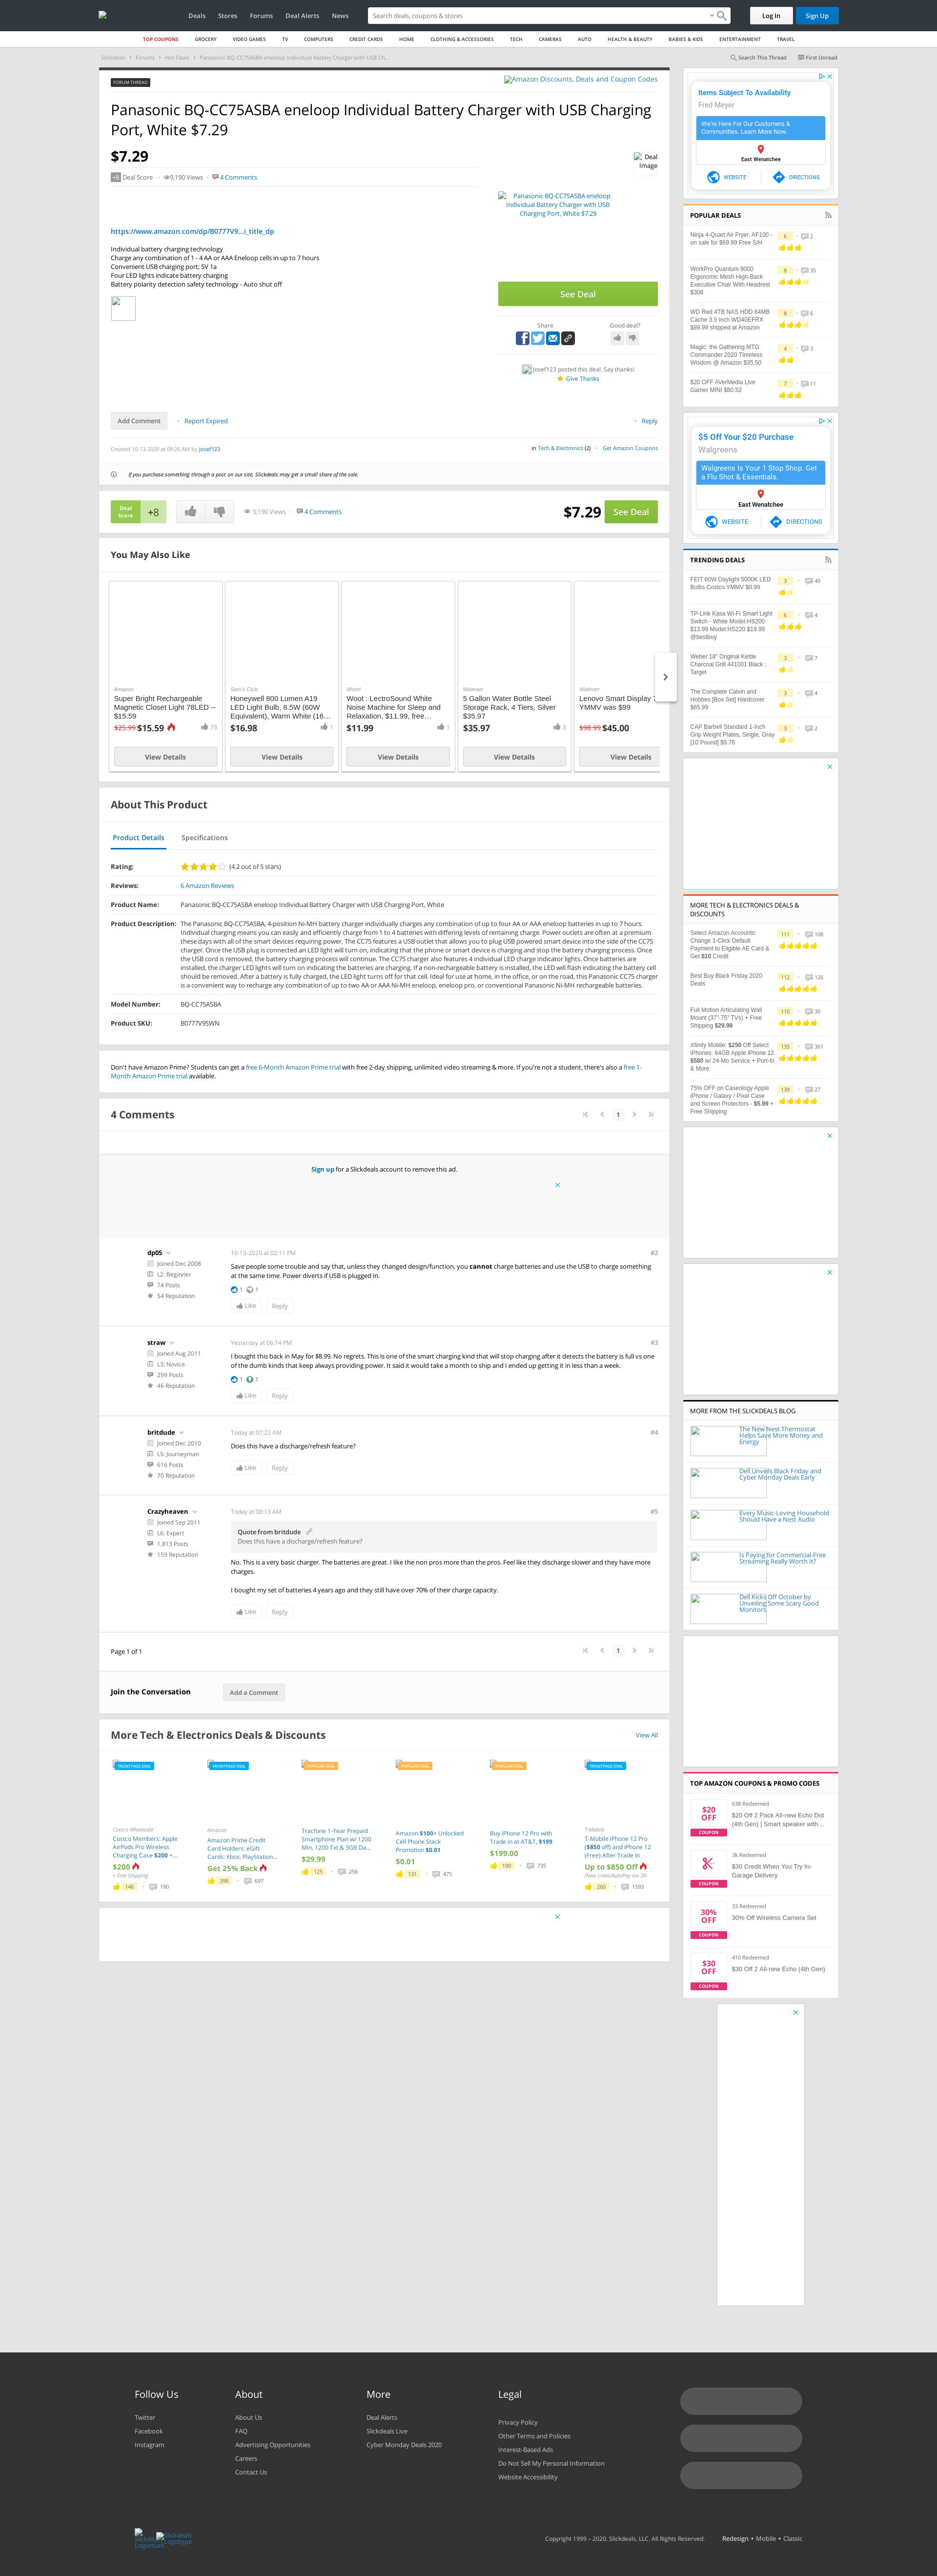 Deals Stores Forums Deal Alerts News Search deals, coupons & stores Log In Sign Up
TOP COUPONS GROCERY VIDEO GAMES TV COMPUTERS CREDIT CARDS HOME CLOTHING & ACCESSORIES TECH CAMERAS AUTO HEALTH & BEAUTY BABIES & KIDS ENTERTAINMENT TRAVEL
Slickdeals Forums Hot Deals Panasonic BQ-CC75ASBA eneloop Individual Battery Charger with USB Ch...
Search This Thread First Unread
FORUM THREAD
Amazon Discounts, Deals and Coupon Codes
Panasonic BQ-CC75ASBA eneloop Individual Battery Charger with USB Charging
Port, White $7.29
$7.29
Deal
Image
+8 Deal Score 9,190 Views 4 Comments
Panasonic BQ-CC75ASBA eneloop
Individual Battery Charger with USB
Charging Port, White $7.29
https://www.amazon.com/dp/B0777V9...i_title_dp
Individual battery charging technology
Charge any combination of 1 - 4 AA or AAA Eneloop cells in up to 7 hours
Convenient USB charging port; 5V 1a
Four LED lights indicate battery charging
Battery polarity detection safety technology - Auto shut off
See Deal
Share Good deal?
Josef123 posted this deal. Say thanks!
Give Thanks
Add Comment Report Expired Reply
Created 10-13-2020 at 09:26 AM by Josef123
in Tech & Electronics (2) Get Amazon Coupons
If you purchase something through a post on our site, Slickdeals may get a small share of the sale.
Deal
Score
+8
9,190 Views 4 Comments
$7.29 See Deal
You May Also Like
Amazon
Super Bright Rechargeable
Magnetic Closet Light 78LED --
$15.59
$25.99 $15.59 73
View Details
Sam's Club
Honeywell 800 Lumen A19
LED Light Bulb, 8.5W (60W
Equivalent), Warm White (16...
$16.98 1
View Details
Woot!
Woot : LectroSound White
Noise Machine for Sleep and
Relaxation, $11.99, free...
$11.99 1
View Details
Walmart
5 Gallon Water Bottle Steel
Storage Rack, 4 Tiers, Silver
$35.97
$35.97 3
View Details
Walmart
Lenovo Smart Display 7
YMMV was $99
$98.99 $45.00
View Details
About This Product
Product Details Specifications
Rating: (4.2 out of 5 stars)
Reviews: 6 Amazon Reviews
Product Name: Panasonic BQ-CC75ASBA eneloop Individual Battery Charger with USB Charging Port, White
Product Description: The Panasonic BQ-CC75ASBA, 4-position Ni-MH battery charger individually charges any combination of up to four AA or AAA eneloop batteries in up to 7 hours.
Individual charging means you can charge anywhere from 1 to 4 batteries with differing amounts of remaining charge and power. Power outlets are often at a premium as
these days with all of the smart devices requiring power. The CC75 features a USB outlet that allows you to plug USB powered smart device into the side of the CC75
charger. Once the USB plug is plugged into the charger and your smart phone, the left LED light will turn on, indicating that the power is being supplied to the phone. Once
the USB cord is removed, the battery charging process will continue. The CC75 charger also features 4 individual LED charge indicator lights. Once batteries are
installed, the charger LED lights will turn on indicating the batteries are charging. If a non-rechargeable battery is installed, the LED will flash indicating the battery should
be removed. After a battery is fully charged the LED light will turn off for that cell. Ideal for use at home, in the office, or in the car, this Panasonic CC75 charger
is a convenient way to recharge any combination of up to two AA or AAA Ni-MH eneloop, eneloop pro, or conventional Panasonic Ni-MH rechargeable batteries.
Model Number: BQ-CC75ASBA
Product SKU: B0777V9SWN
Don't have Amazon Prime? Students can get a free 6-Month Amazon Prime trial with free 2-day shipping, unlimited video streaming & more. If you're not a student, there's also a free 1-
Month Amazon Prime trial available.
4 Comments 1
Sign up for a Slickdeals account to remove this ad.
dp05
Joined Dec 2008
L2: Beginner
74 Posts
54 Reputation
10-15-2020 at 02:11 PM #2
Save people some trouble and say that, unless they changed design/function, you cannot charge batteries and use the USB to charge something
at the same time. Power diverts if USB is plugged in.
1 1
Like Reply
straw
Joined Aug 2011
L3: Novice
299 Posts
46 Reputation
Yesterday at 06:14 PM #3
I bought this back in May for $8.99. No regrets. This is one of the smart charging kind that will stop charging after it detects the battery is full vs one
of the dumb kinds that keep always providing power. It said it would take a month to ship and I ended up getting it in less than a week.
1 1
Like Reply
britdude
Joined Dec 2010
L5: Journeyman
616 Posts
70 Reputation
Today at 07:22 AM #4
Does this have a discharge/refresh feature?
Like Reply
Crazyheaven
Joined Sep 2011
L6: Expert
1,813 Posts
159 Reputation
Today at 08:13 AM #5
Quote from britdude
Does this have a discharge/refresh feature?
No. This is a very basic charger. The batteries are great. I like the non pros more than the pros. Feel like they discharge slower and they have more
charges.
I bought my set of batteries 4 years ago and they still have over 70% of their charge capacity.
Like Reply
Page 1 of 1 1
Join the Conversation Add a Comment
More Tech & Electronics Deals & Discounts View All
FRONTPAGE DEAL
Costco Wholesale
Costco Members: Apple
AirPods Pro Wireless
Charging Case $200 +...
$200
+ Free Shipping
146 190
FRONTPAGE DEAL
Amazon
Amazon Prime Credit
Card Holders: eGift
Cards: Xbox, PlayStation...
Get 25% Back
398 697
POPULAR DEAL
Tracfone 1-Year Prepaid
Smartphone Plan w/ 1200
Min, 1200 Txt & 3GB Da...
$29.99
125 256
POPULAR DEAL
Amazon $100+ Unlocked
Cell Phone Stack
Promotion $0.01
$0.01
131 475
POPULAR DEAL
Buy iPhone 12 Pro with
Trade in at AT&T, $199
$199.00
190 735
FRONTPAGE DEAL
T-Mobile
T-Mobile iPhone 12 Pro
($850 off) and iPhone 12
(Free) After Trade In
Up to $850 Off
(New Lines/AutoPay via 30-
260 1593
Items Subject To Availability
Fred Meyer
We're Here For Our Customers &
Communities. Learn More Now.
East Wenatchee
WEBSITE DIRECTIONS
POPULAR DEALS
Ninja 4-Quart Air Fryer, AF100 -
on sale for $69.99 Free S/H
6 2
WorkPro Quantum 9000
Ergonomic Mesh High-Back
Executive Chair With Headrest
$308
8 35
WD Red 4TB NAS HDD 64MB
Cache 3.5 Inch WD40EFRX
$89.99 shipped at Amazon
8 6
Magic: the Gathering MTG
Commander 2020 TImeless
Wisdom @ Amazon $35.50
4 3
$20 OFF AVerMedia Live
Gamer MINI $80.52
7 11
$5 Off Your $20 Purchase
Walgreens
Walgreens Is Your 1 Stop Shop. Get
a Flu Shot & Essentials.
East Wenatchee
WEBSITE DIRECTIONS
TRENDING DEALS
FEIT 60W Daylight 5000K LED
Bulbs Costco YMMV $0.99
3 40
TP-Link Kasa Wi-Fi Smart Light
Switch - White Model:HS200
$13.99 Model:HS220 $19.99
@bestbuy
6 4
Weber 18" Original Kettle
Charcoal Grill 441001 Black :
Target
3 7
The Complete Calvin and
Hobbes [Box Set] Hardcover
$65.99
3 4
CAP Barbell Standard 1-Inch
Grip Weight Plates, Single, Gray
[10 Pound] $9.76
3 2
MORE TECH & ELECTRONICS DEALS &
DISCOUNTS
Select Amazon Accounts:
Change 1-Click Default
Payment to Eligible AE Card &
Get $10 Credit
111 108
Best Buy Black Friday 2020
Deals
112 126
Full Motion Articulating Wall
Mount (37"-75" TVs) + Free
Shipping $29.99
110 30
Xfinity Mobile: $250 Off Select
iPhones: 64GB Apple iPhone 12
$580 w/ 24-Mo Service + Port-In
& More
135 361
75% OFF on Caseology Apple
iPhone / Galaxy / Pixel Case
and Screen Protectors - $5.99 +
Free Shipping
139 27
MORE FROM THE SLICKDEALS BLOG
The New Nest Thermostat
Helps Save More Money and
Energy
Dell Unveils Black Friday and
Cyber Monday Deals Early
Every Music-Loving Household
Should Have a Nest Audio
Is Paying for Commercial-Free
Streaming Really Worth It?
Dell Kicks Off October by
Unveiling Some Scary Good
Monitors
TOP AMAZON COUPONS & PROMO CODES
$20
OFF
COUPON
638 Redeemed
$20 Off 2 Pack All-new Echo Dot
(4th Gen) | Smart speaker with...
COUPON
3k Redeemed
$30 Credit When You Try In-
Garage Delivery
30%
OFF
COUPON
33 Redeemed
30% Off Wireless Camera Set
$30
OFF
COUPON
410 Redeemed
$30 Off 2 All-new Echo (4th Gen)
Follow Us
Twitter
Facebook
Instagram
About
About Us
FAQ
Advertising Opportunities
Careers
Contact Us
More
Deal Alerts
Slickdeals Live
Cyber Monday Deals 2020
Legal
Privacy Policy
Other Terms and Policies
Interest-Based Ads
Do Not Sell My Personal Information
Website Accessibility
Slickdeals
Logomark
Slickdeals
Logotype
Copyright 1999 – 2020. Slickdeals, LLC. All Rights Reserved. Redesign • Mobile • Classic